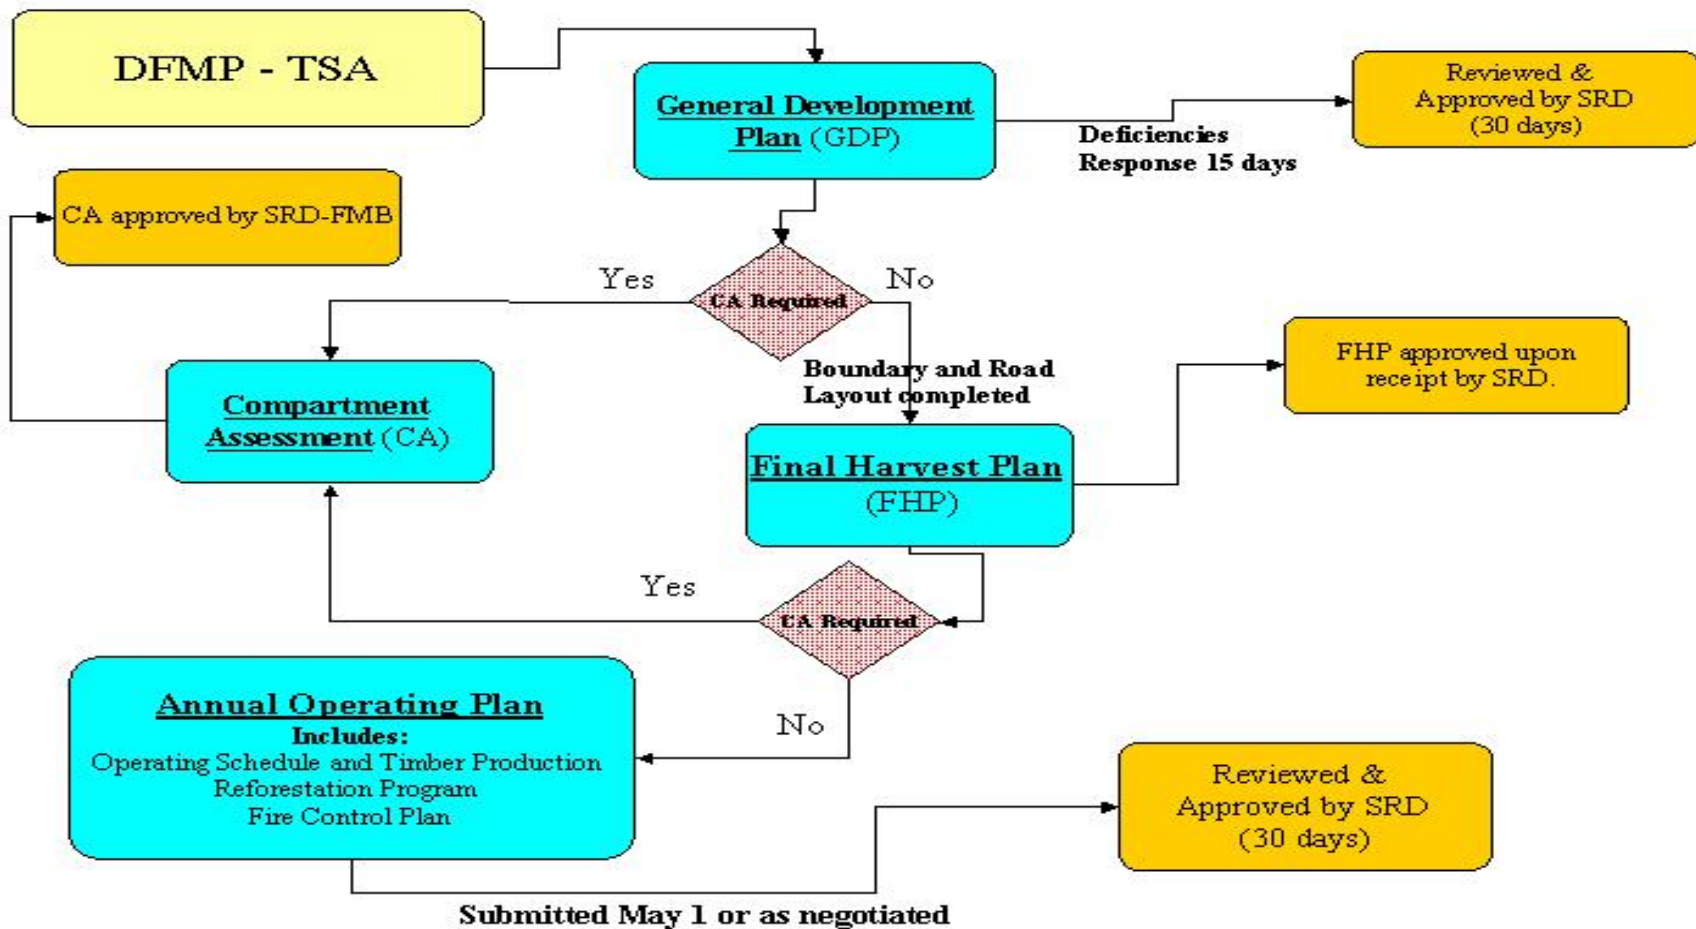 DFMP - TSA
General Development
Plan (GDP)
Reviewed &
Approved by SRD
(30 days)
Deficiencies
Response 15 days
CA approved by SRD-FMB
Yes
No
CA Required
Boundary and Road
Layout completed
FHP approved upon
receipt by SRD.
Compartment
Assessment (CA)
Final Harvest Plan
(FHP)
Yes
CA Required
No
Annual Operating Plan
Includes:
Operating Schedule and Timber Production
Reforestation Program
Fire Control Plan
Reviewed &
Approved by SRD
(30 days)
Submitted May 1 or as negotiated